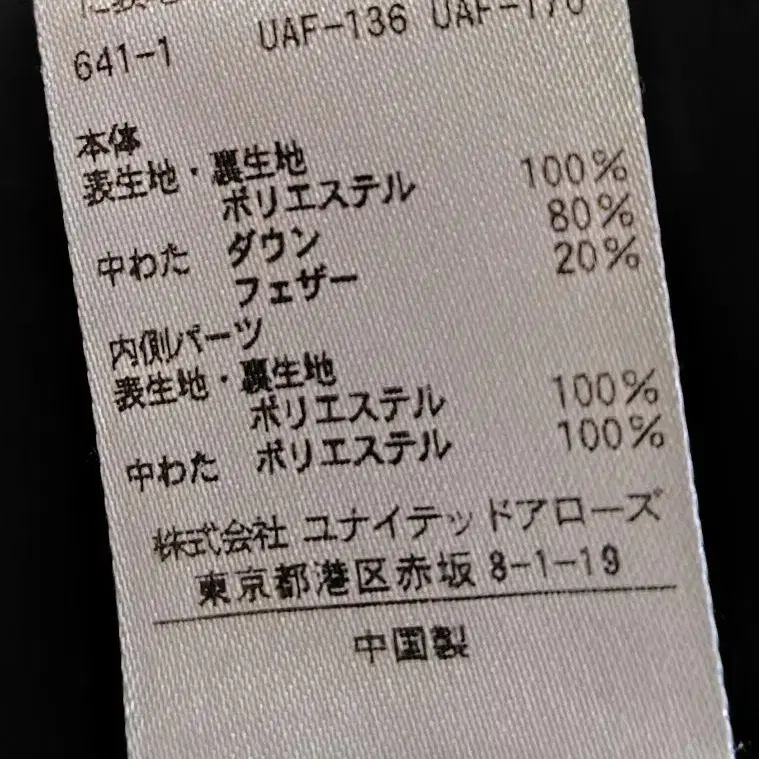 に表地
641-1 UAF-136 UAF-170
本体
表生地・裏生地
ポリエステル 100%
中わた ダウン 80%
フェザー 20%
内側パーツ
表生地・裏生地
ポリエステル 100%
中わた ポリエステル 100%
株式会社 ユナイテッドアローズ
東京都港区赤坂 8-1-19
中国製